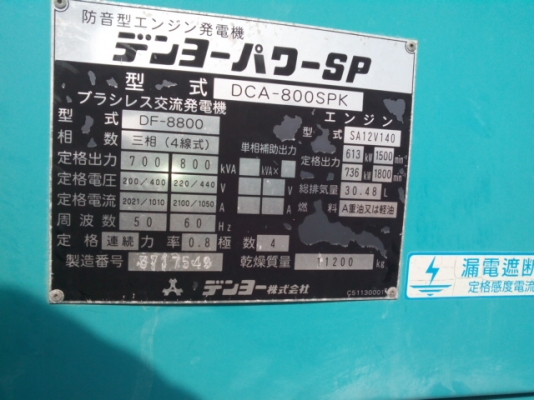 防音型エンジン発電機
デンヨーパワーSP
型式 DCA-800SPK
ブラシレス交流発電機
型式 DF-8800
相数 三相(4線式) 単相補助出力
定格出力 700 800 kVA kVA×
定格電圧 200/400 220/440 V V
定格電流 2021/1010 2100/1050 A A
周波数 50 60 Hz
定格 連続 力率 0.8 極数 4
製造番号
エンジン
型式 SA12V140
定格出力 613 kW 1500 min
736 kW 1800 min
総排気量 30.48 L
燃料 A重油又は軽油
乾燥質量 11200 kg
デンヨー株式会社
漏電遮断
定格感度電流